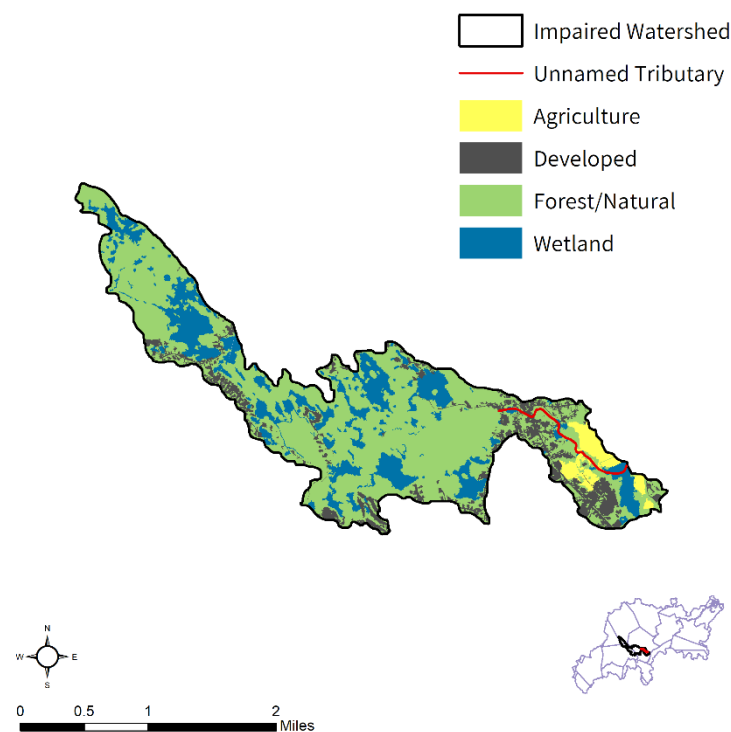 Impaired Watershed
Unnamed Tributary
Agriculture
Developed
Forest/Natural
Wetland
N
W E
S
0 0.5 1 2
Miles